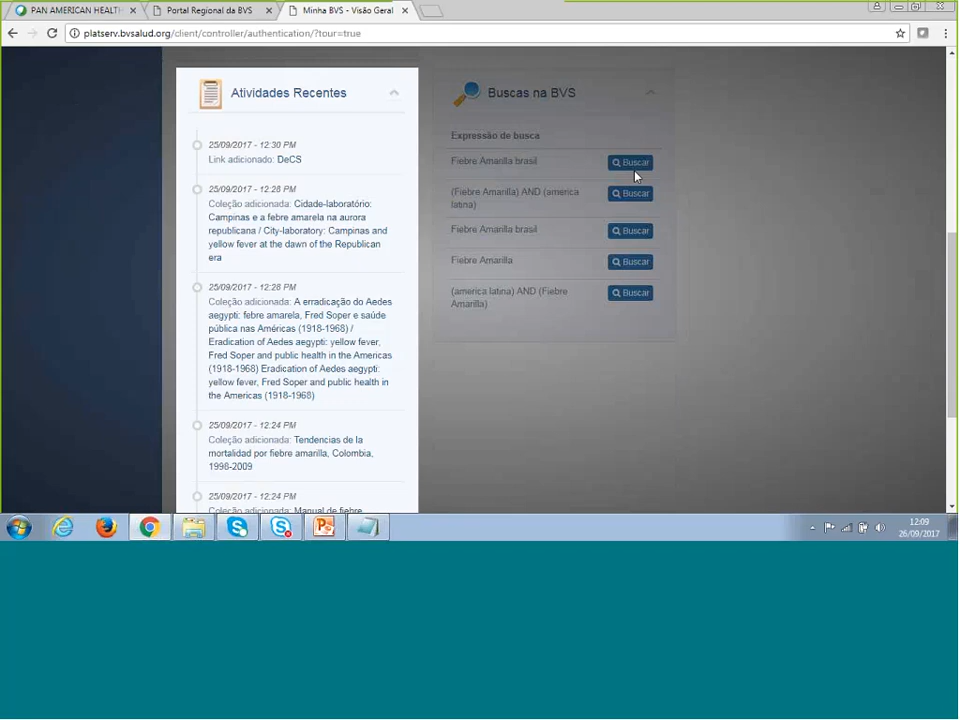 PAN AMERICAN HEALTH
Portal Regional da BVS
Minha BVS - Visão Geral
platserv.bvsalud.org/client/controller/authentication/?tour=true
Atividades Recentes
25/09/2017 - 12:30 PM
Link adicionado: DeCS
25/09/2017 - 12:28 PM
Coleção adicionada: Cidade-laboratório:
Campinas e a febre amarela na aurora
republicana / City-laboratory: Campinas and
yellow fever at the dawn of the Republican
era
25/09/2017 - 12:28 PM
Coleção adicionada: A erradicação do Aedes
aegypti: febre amarela, Fred Soper e saúde
pública nas Américas (1918-1968) /
Eradication of Aedes aegypti: yellow fever,
Fred Soper and public health in the Americas
(1918-1968) Eradication of Aedes aegypti:
yellow fever, Fred Soper and public health in
the Americas (1918-1968)
25/09/2017 - 12:24 PM
Coleção adicionada: Tendencias de la
mortalidad por fiebre amarilla, Colombia,
1998-2009
25/09/2017 - 12:24 PM
Coleção adicionada: Manual de fiebre
Buscas na BVS
Expressão de busca
Fiebre Amarilla brasil
Buscar
(Fiebre Amarilla) AND (america
latina)
Buscar
Fiebre Amarilla brasil
Buscar
Fiebre Amarilla
Buscar
(america latina) AND (Fiebre
Amarilla)
Buscar
12:09
26/09/2017